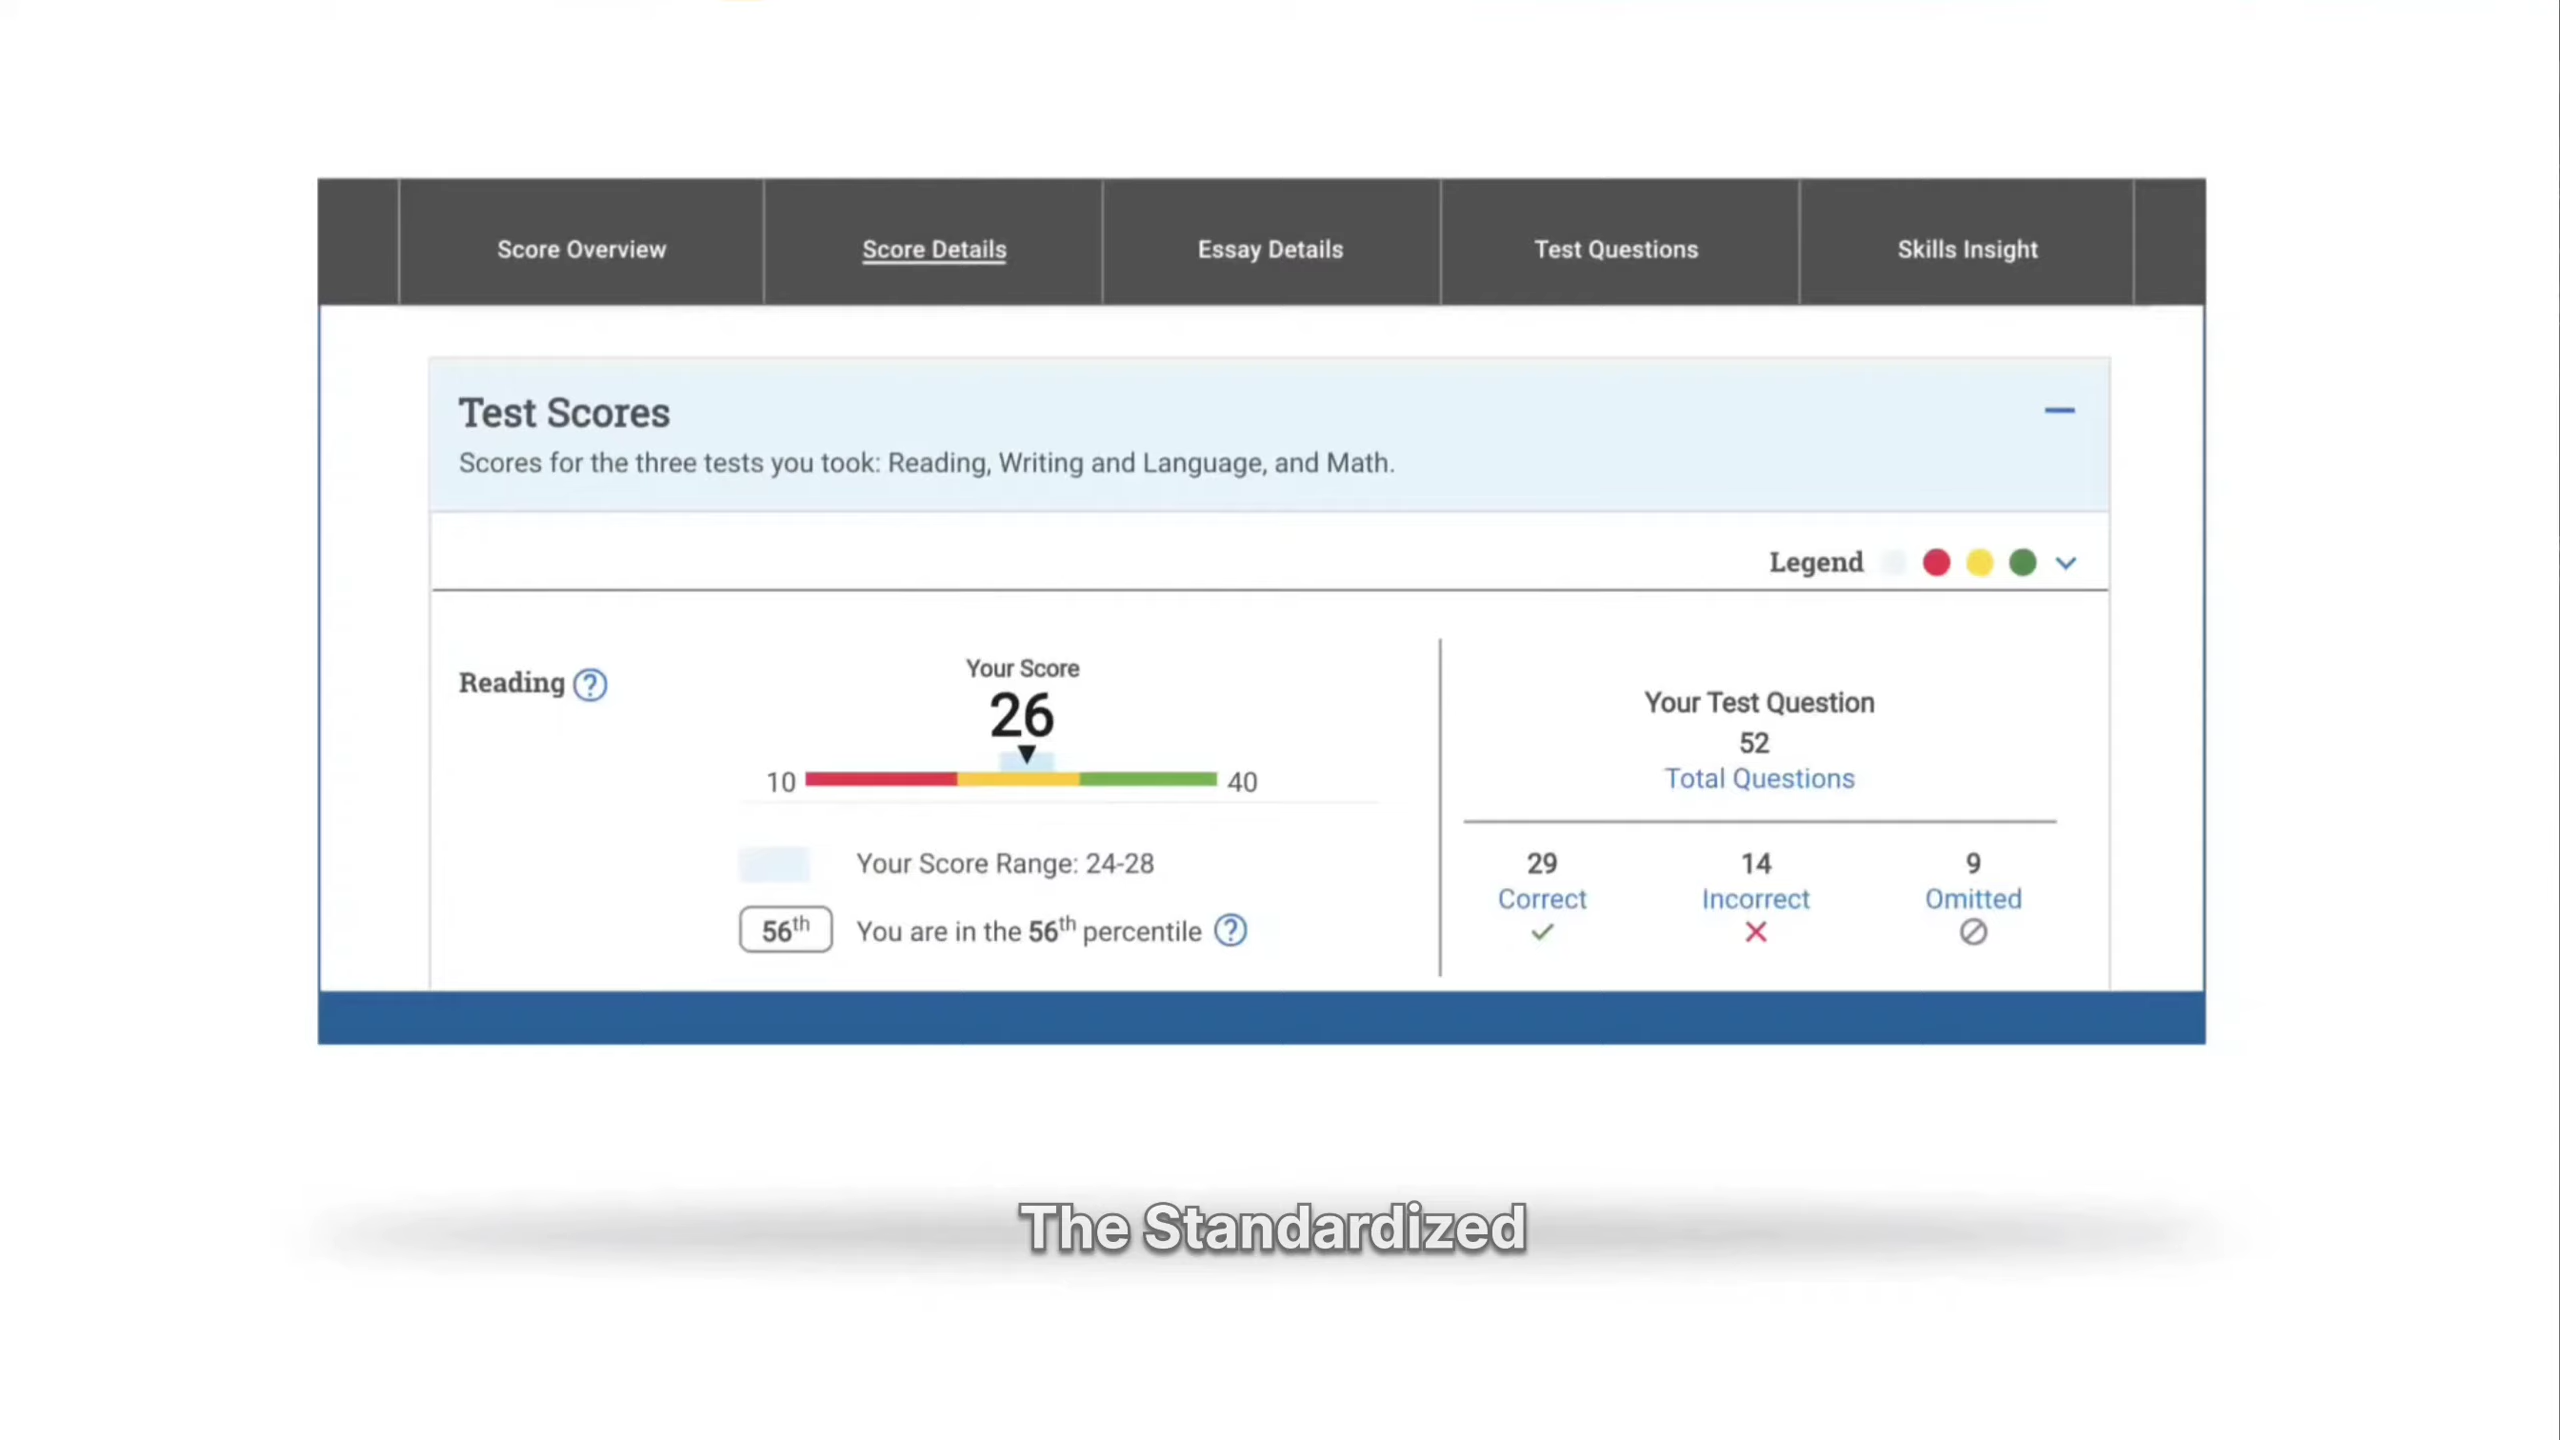 Score Overview
Score Details
Essay Details
Test Questions
Skills Insight
Test Scores
Scores for the three tests you took: Reading, Writing and Language, and Math.
Legend
Reading ?
Your Score
26
10
40
Your Score Range: 24-28
56th
You are in the 56th percentile ?
Your Test Question
52
Total Questions
29
Correct
14
Incorrect
9
Omitted
The Standardized